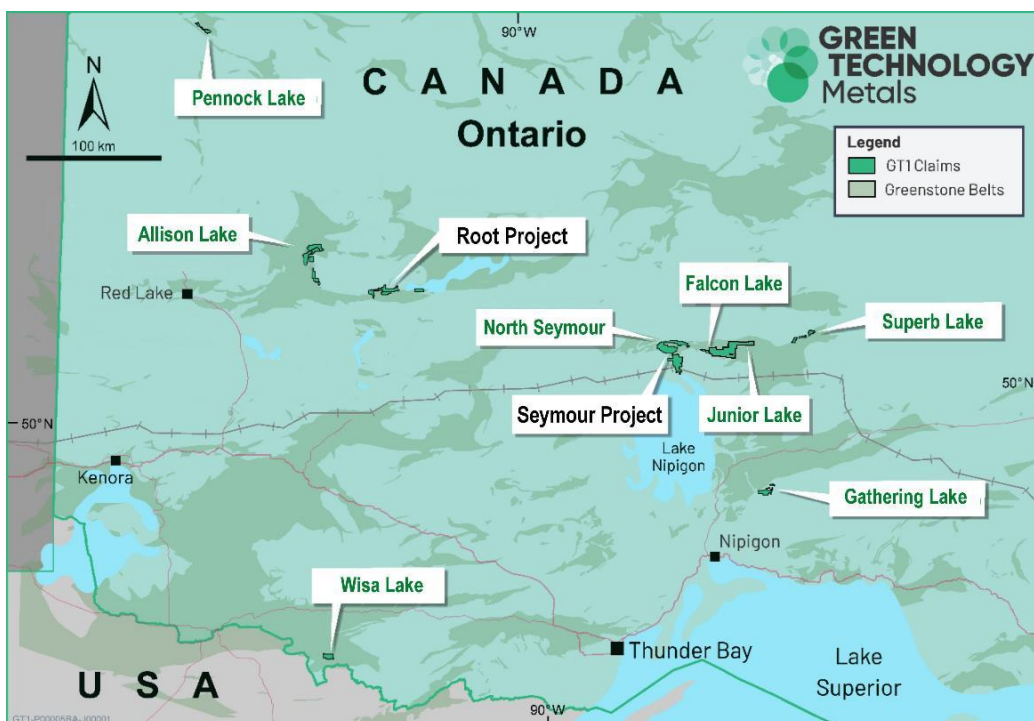 90°W
GREEN
TECHNOLOGY
Metals
N
CANADA
Ontario
Pennock Lake
100 km
Legend
GT1 Claims
Greenstone Belts
Allison Lake
Root Project
Red Lake
Falcon Lake
North Seymour
Superb Lake
50°N
Seymour Project
Junior Lake
50°N
Lake
Nipigon
Kenora
Gathering Lake
Nipigon
Wisa Lake
Thunder Bay
Lake
Superior
USA
90°W